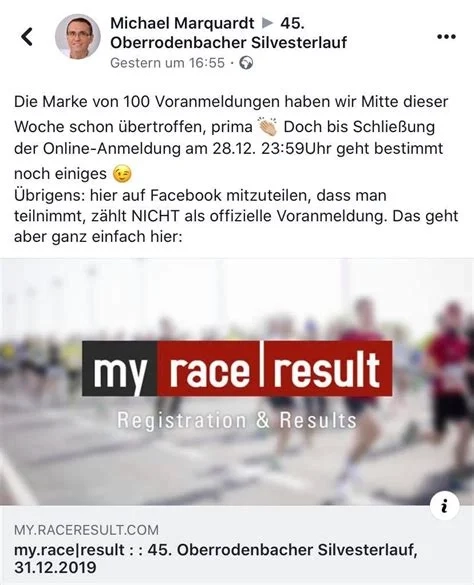 Michael Marquardt ▶ 45.
Oberrodenbacher Silvesterlauf
Gestern um 16:55 ·
Die Marke von 100 Voranmeldungen haben wir Mitte dieser
Woche schon übertroffen, prima 👏🏼 Doch bis Schließung
der Online-Anmeldung am 28.12. 23:59Uhr geht bestimmt
noch einiges 😉
Übrigens: hier auf Facebook mitzuteilen, dass man
teilnimmt, zählt NICHT als offizielle Voranmeldung. Das geht
aber ganz einfach hier:
my race|result
Registration & Results
i
MY.RACERESULT.COM
my.race|result : : 45. Oberrodenbacher Silvesterlauf,
31.12.2019